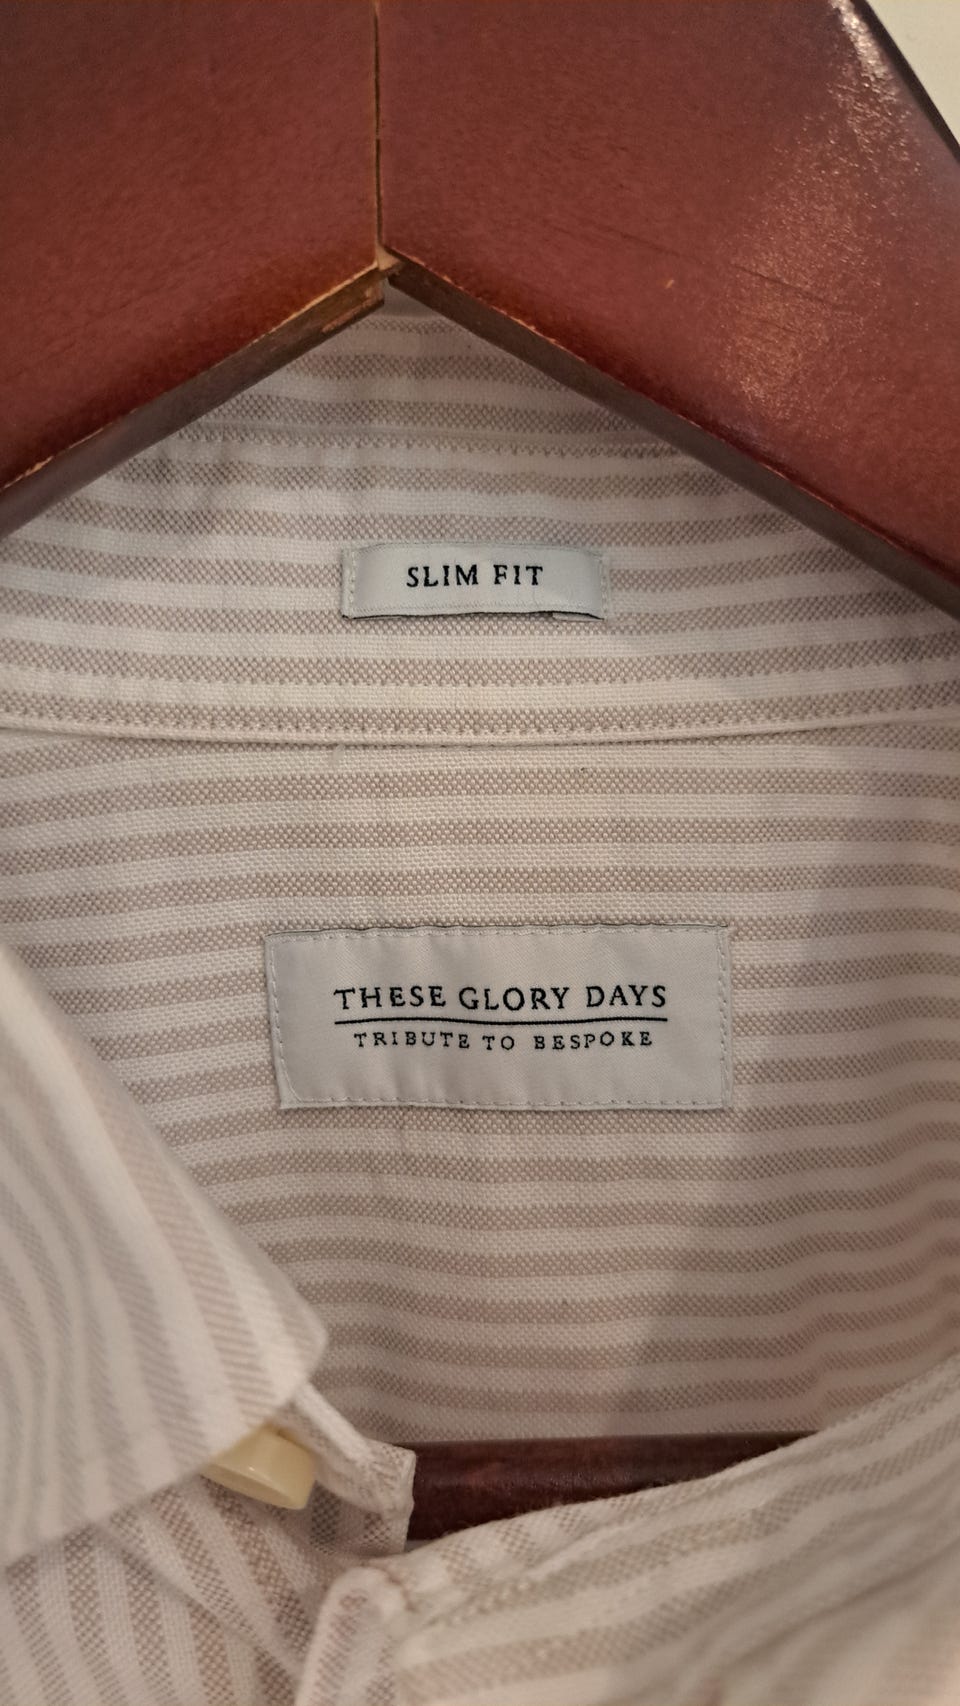 SLIM FIT
THESE GLORY DAYS
TRIBUTE TO BESPOKE